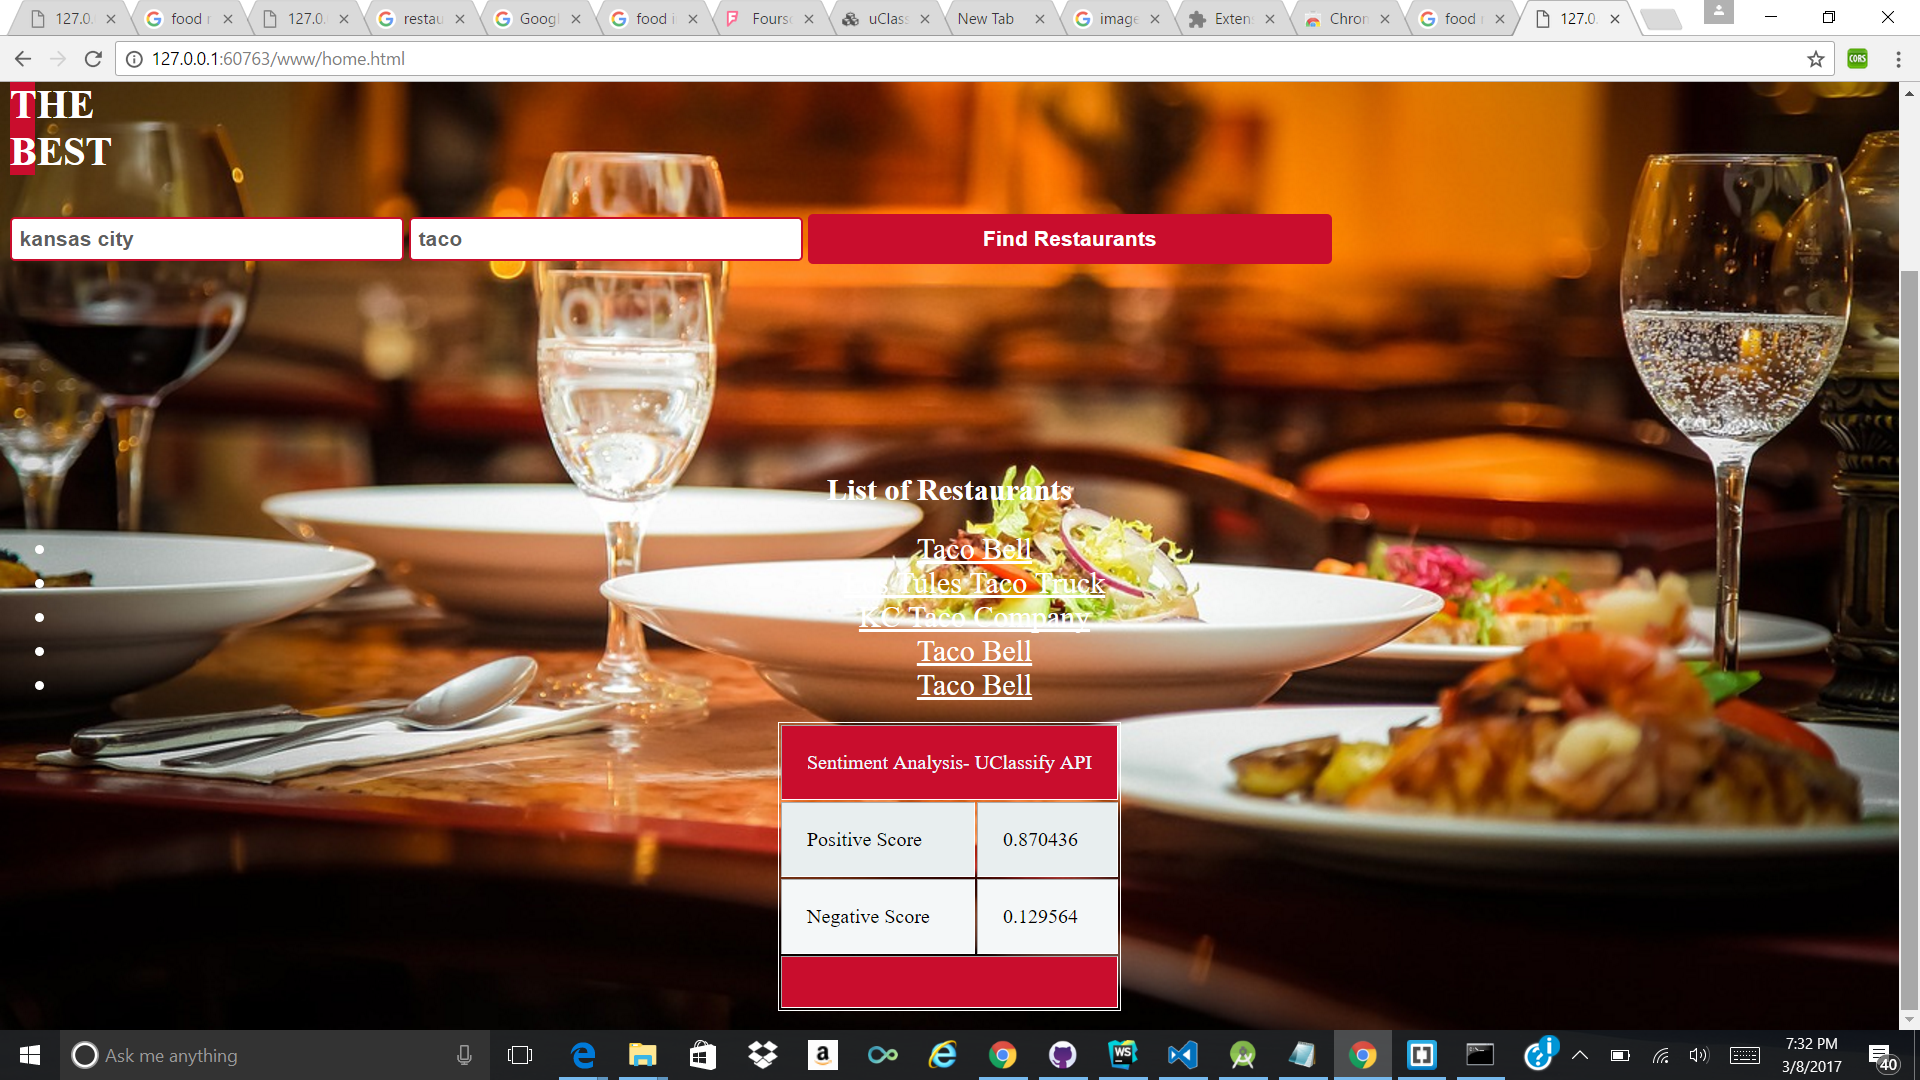 127.0.
food r
127.0.
restau
Googl
food i
Fours
uClass
New Tab
image
Exten
Chron
food r
127.0.
127.0.0.1:60763/www/home.html
CORS
THE
BEST
kansas city
taco
Find Restaurants
List of Restaurants
Taco Bell
Tules Taco Truck
KC Taco Company
Taco Bell
Taco Bell
Sentiment Analysis- UClassify API
Positive Score 0.870436
Negative Score 0.129564
Ask me anything
WS
7:32 PM
3/8/2017
40